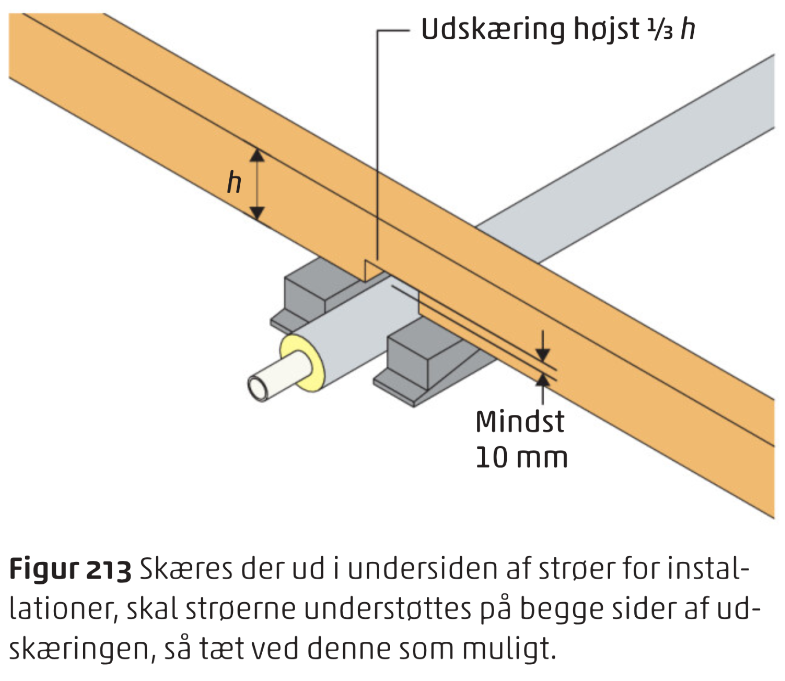 Udskæring højst ⅓ h
h
Mindst
10 mm
Figur 213 Skæres der ud i undersiden af strøer for instal-
lationer, skal strøerne understøttes på begge sider af ud-
skæringen, så tæt ved denne som muligt.